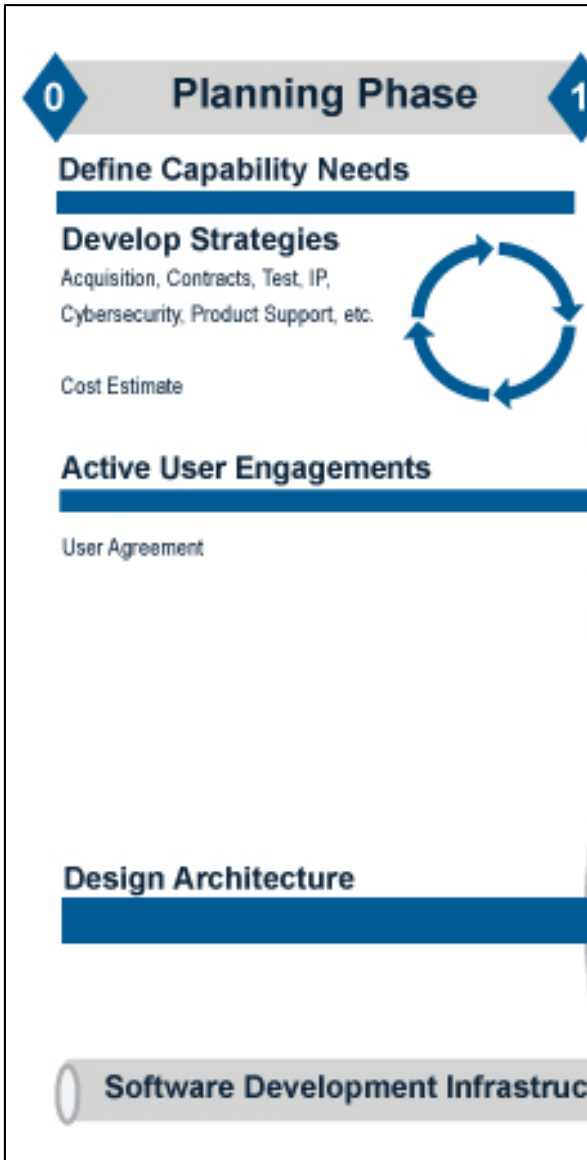 0 Planning Phase 1
Define Capability Needs
Develop Strategies
Acquisition, Contracts, Test, IP,
Cybersecurity, Product Support, etc.
Cost Estimate
Active User Engagements
User Agreement
Design Architecture
Software Development Infrastruc